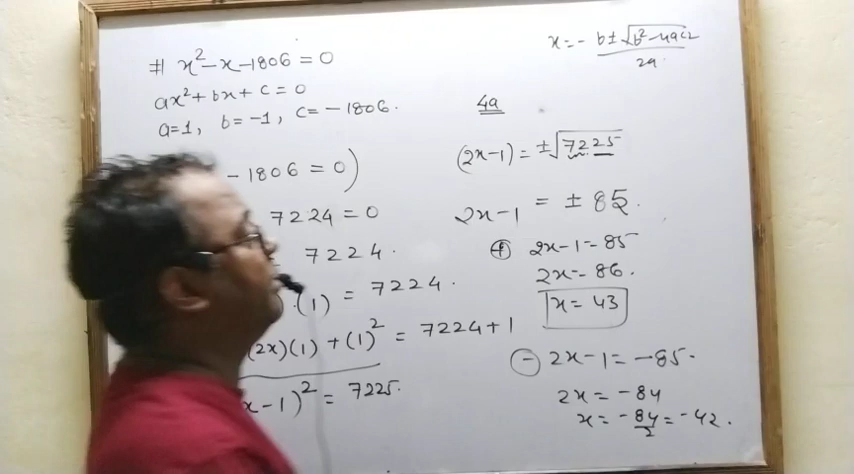 # x² - x - 1806 = 0
ax² + bx + c = 0
a=1, b=-1, c=-1806.
- 1806 = 0)
7224 = 0
7224.
.(1) = 7224.
(2x)(1) + (1)² = 7224+1
x-1)² = 7225.
x = - b ± √b² - 4ac
2a
4a
(2x-1) = ±√7225
2x-1 = ± 85.
(+) 2x-1=85
2x=86.
x = 43
(-) 2x-1=-85.
2x = -84
x = -84/2 = -42.